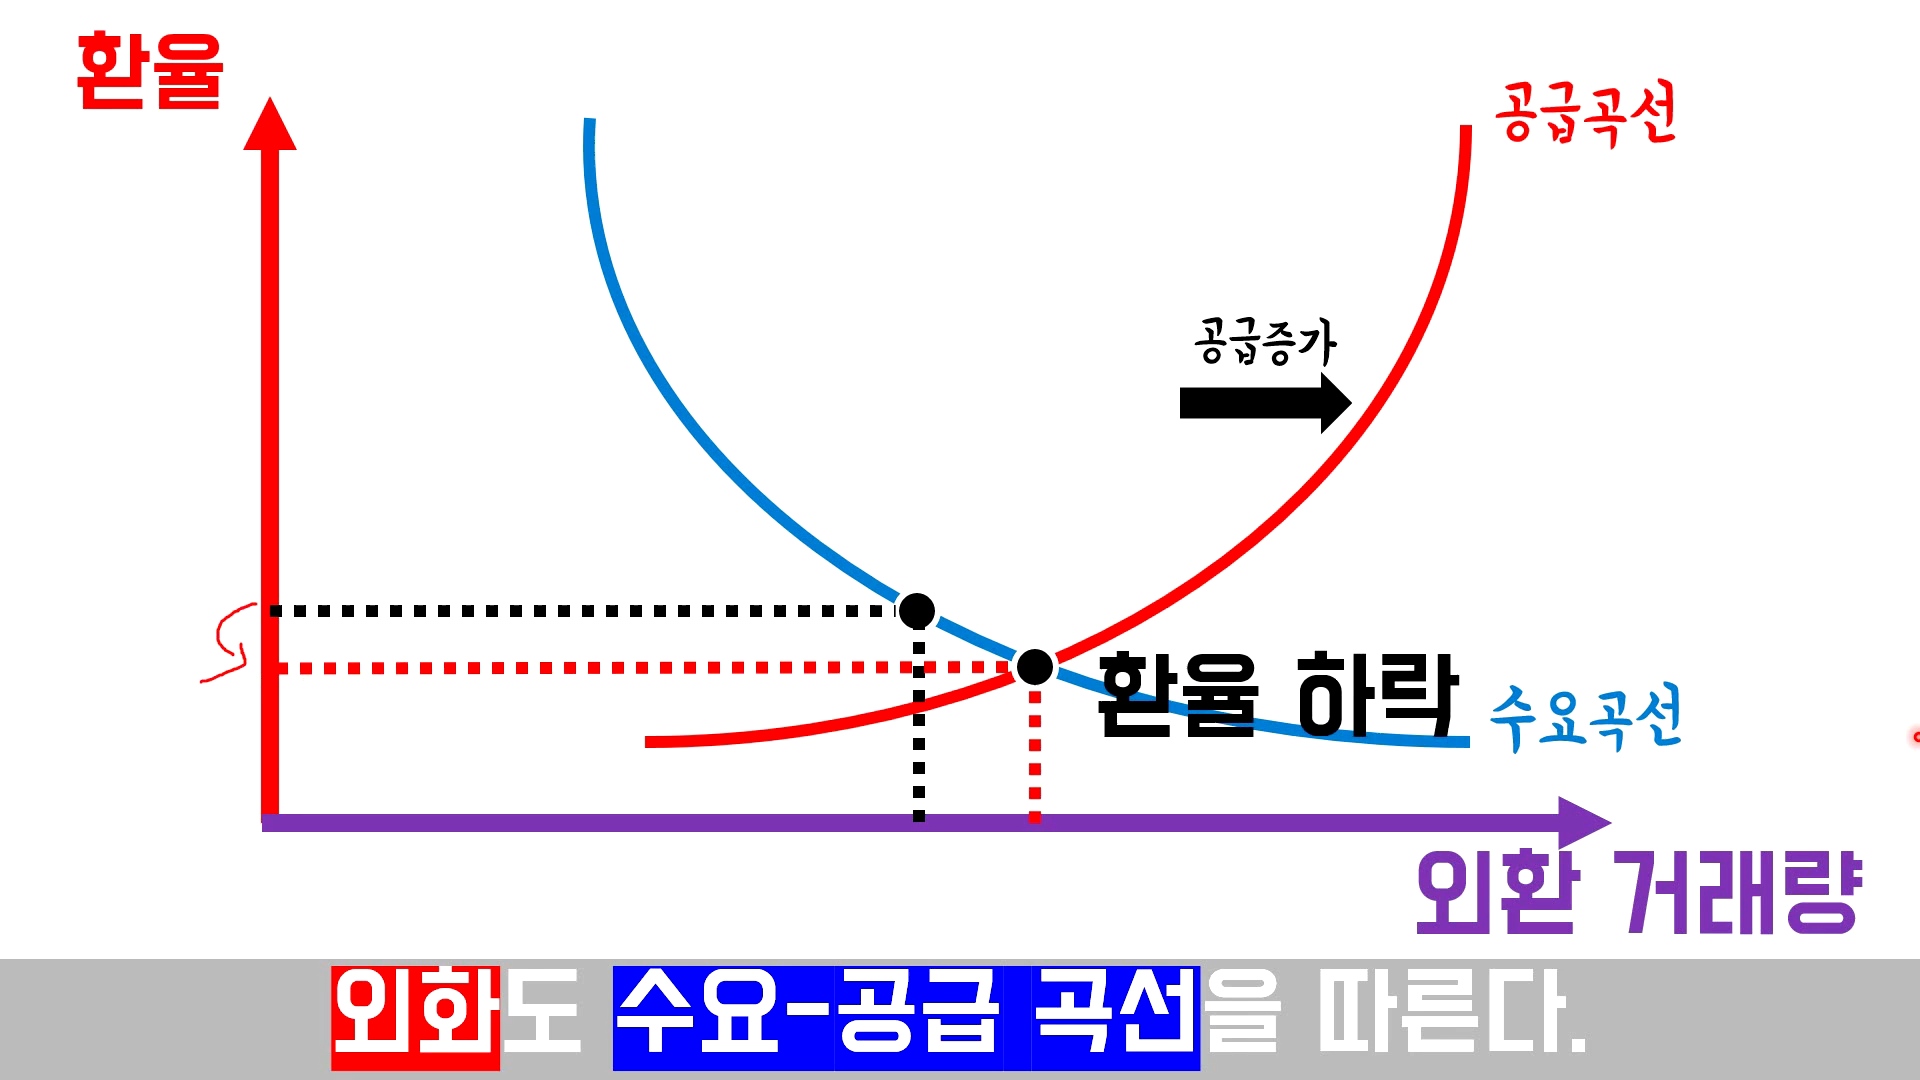 환율
공급곡선
공급증가
환율 하락
수요곡선
외환 거래량
외화도 수요-공급 곡선을 따른다.